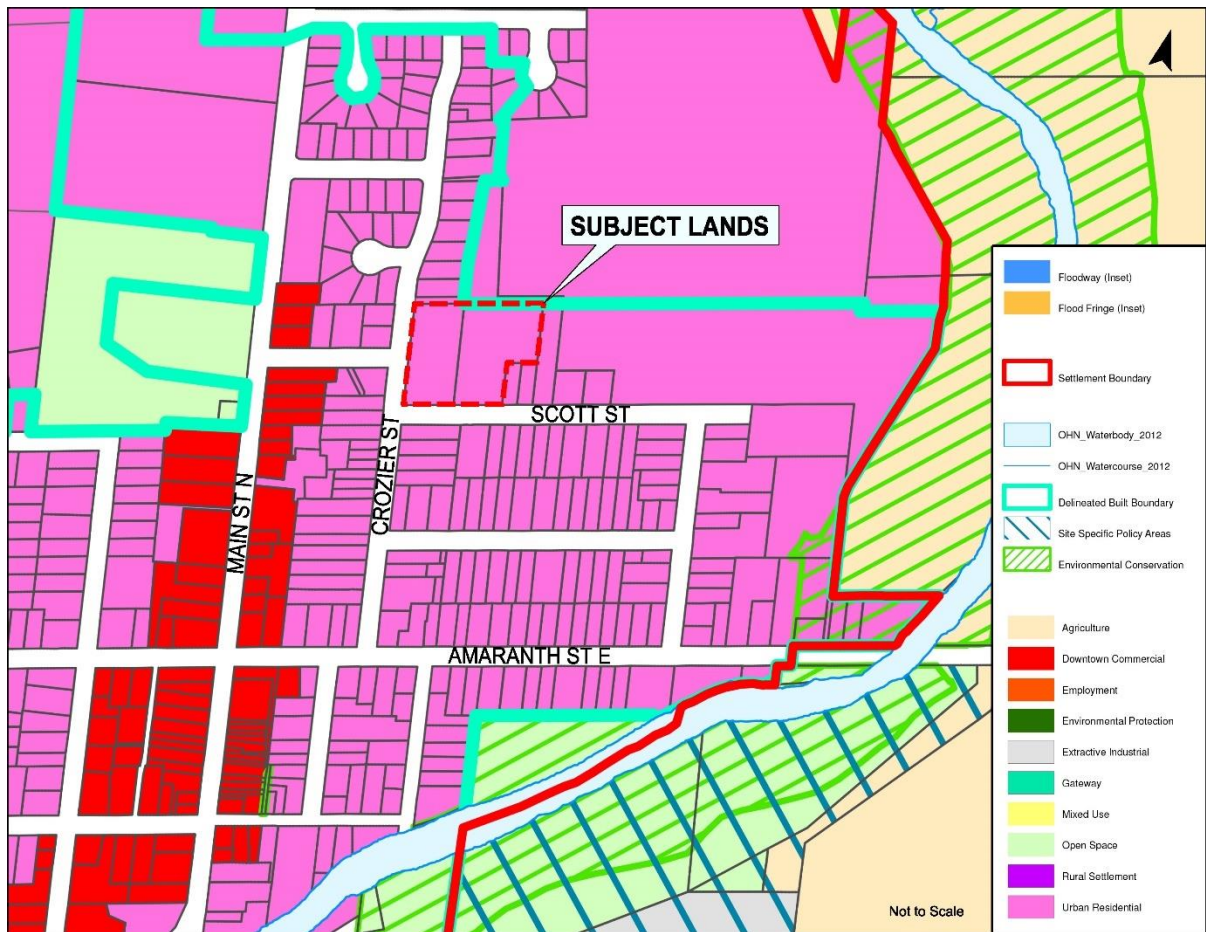 SUBJECT LANDS
SCOTT ST
CROZIER ST
MAIN ST N
AMARANTH ST E
Not to Scale
Floodway (Inset)
Flood Fringe (Inset)
Settlement Boundary
OHN_Waterbody_2012
OHN_Watercourse_2012
Delineated Built Boundary
Site Specific Policy Areas
Environmental Conservation
Agriculture
Downtown Commercial
Employment
Environmental Protection
Extractive Industrial
Gateway
Mixed Use
Open Space
Rural Settlement
Urban Residential